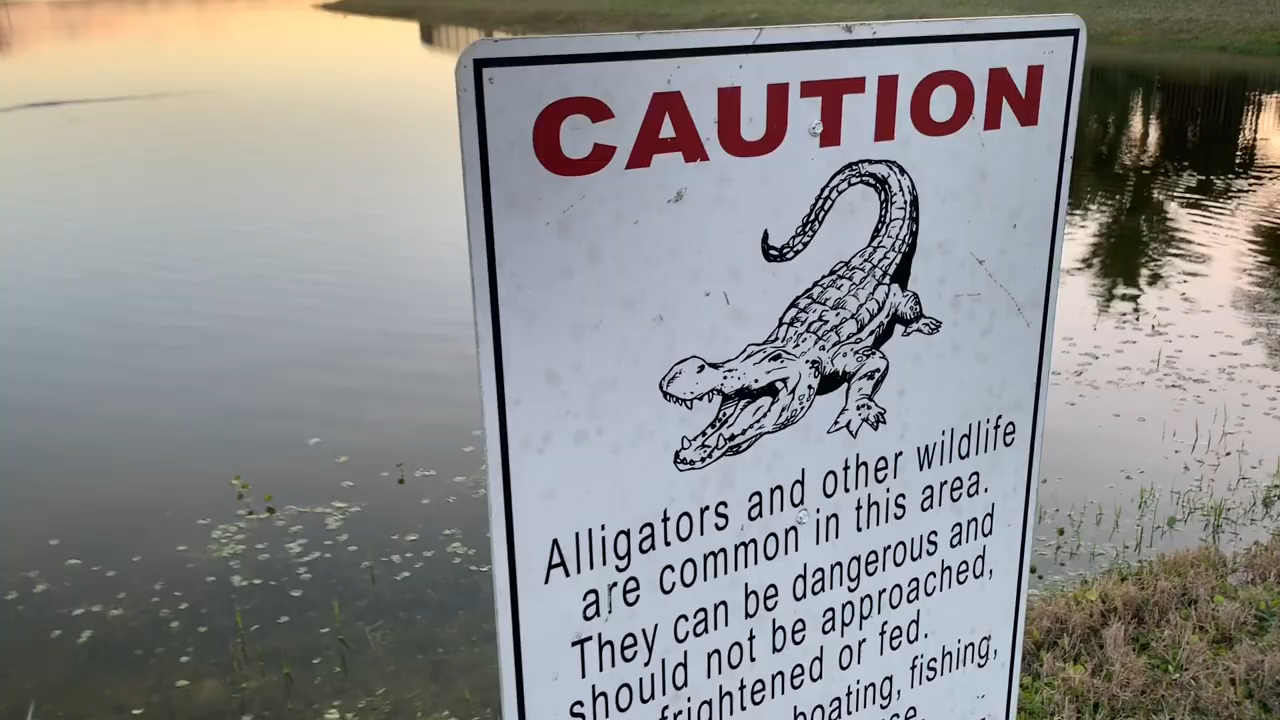 CAUTION
Alligators and other wildlife
are common in this area.
They can be dangerous and
should not be approached,
frightened or fed.
boating, fishing,